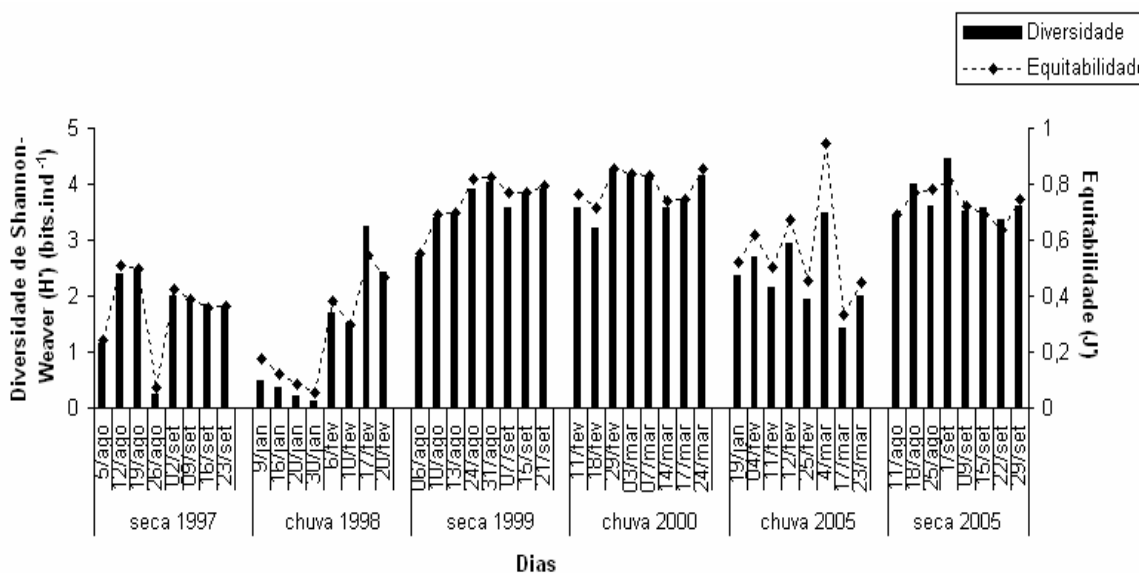 Diversidade
Equitabilidade
Diversidade de Shannon-
Weaver (H') (bits.ind -1)
5
4
3
2
1
0
1
0,8
0,6
0,4
0,2
0
Equitabilidade (J')
5/ago
12/ago
19/ago
26/ago
02/set
09/set
16/set
23/set
9/jan
16/jan
20/jan
30/jan
6/fev
10/fev
17/fev
20/fev
06/ago
10/ago
13/ago
24/ago
31/ago
07/set
15/set
21/set
11/fev
18/fev
29/fev
03/mar
07/mar
14/mar
17/mar
24/mar
19/jan
04/fev
11/fev
12/fev
25/fev
4/mar
17/mar
23/mar
11/ago
18/ago
25/ago
1/set
09/set
15/set
22/set
29/set
seca 1997
chuva 1998
seca 1999
chuva 2000
chuva 2005
seca 2005
Dias